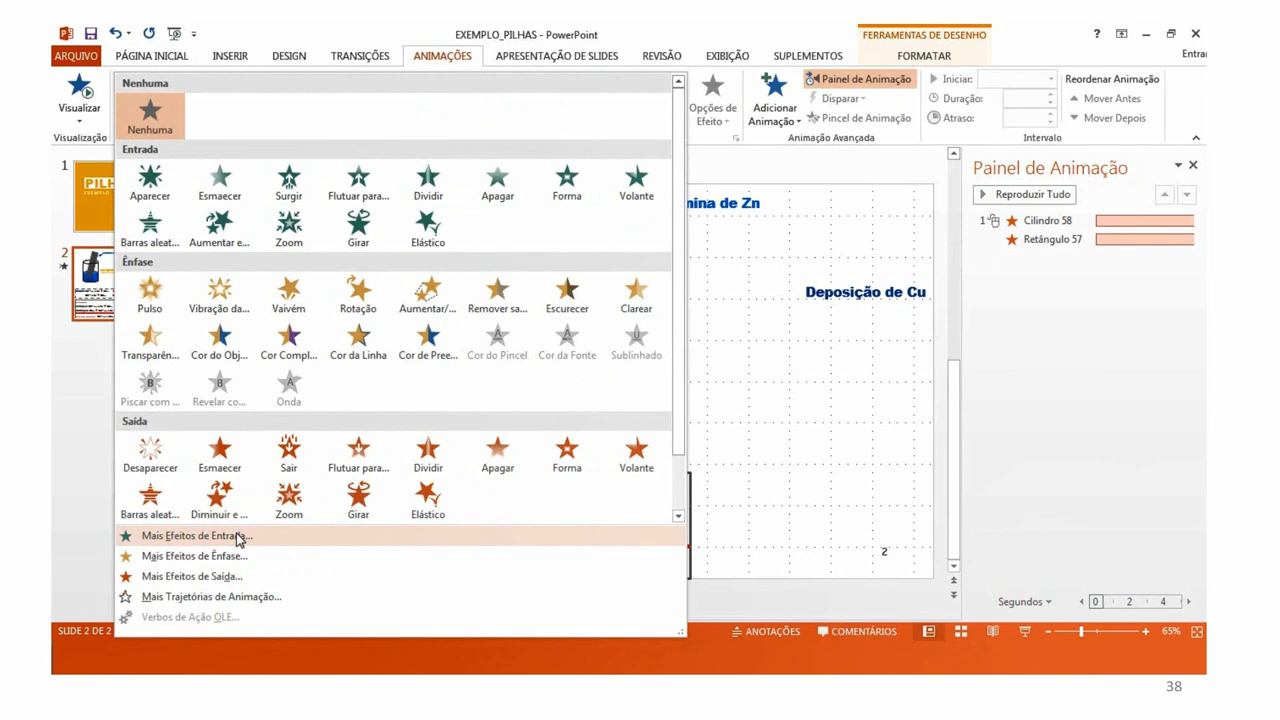 EXEMPLO_PILHAS - PowerPoint
FERRAMENTAS DE DESENHO
ARQUIVO PÁGINA INICIAL INSERIR DESIGN TRANSIÇÕES ANIMAÇÕES APRESENTAÇÃO DE SLIDES REVISÃO EXIBIÇÃO SUPLEMENTOS FORMATAR Entrar
Visualizar
Visualização
Opções de
Efeito
Adicionar
Animação
Painel de Animação
Disparar
Pincel de Animação
Animação Avançada
Iniciar:
Duração:
Atraso:
Reordenar Animação
Mover Antes
Mover Depois
Intervalo
Nenhuma
Nenhuma
Entrada
Aparecer Esmaecer Surgir Flutuar para... Dividir Apagar Forma Volante
Barras aleat... Aumentar e... Zoom Girar Elástico
Ênfase
Pulso Vibração da... Vaivém Rotação Aumentar/... Remover sa... Escurecer Clarear
Transparên... Cor do Obj... Cor Compl... Cor da Linha Cor de Pree... Cor do Pincel Cor da Fonte Sublinhado
Piscar com ... Revelar co... Onda
Saída
Desaparecer Esmaecer Sair Flutuar para... Dividir Apagar Forma Volante
Barras aleat... Diminuir e ... Zoom Girar Elástico
Mais Efeitos de Entrada...
Mais Efeitos de Ênfase...
Mais Efeitos de Saída...
Mais Trajetórias de Animação...
Verbos de Ação OLE...
1
PILH
2
mina de Zn
Deposição de Cu
2
Painel de Animação
Reproduzir Tudo
1 Cilindro 58
Retângulo 57
Segundos 0 2 4
SLIDE 2 DE 2 ANOTAÇÕES COMENTÁRIOS 65%
38